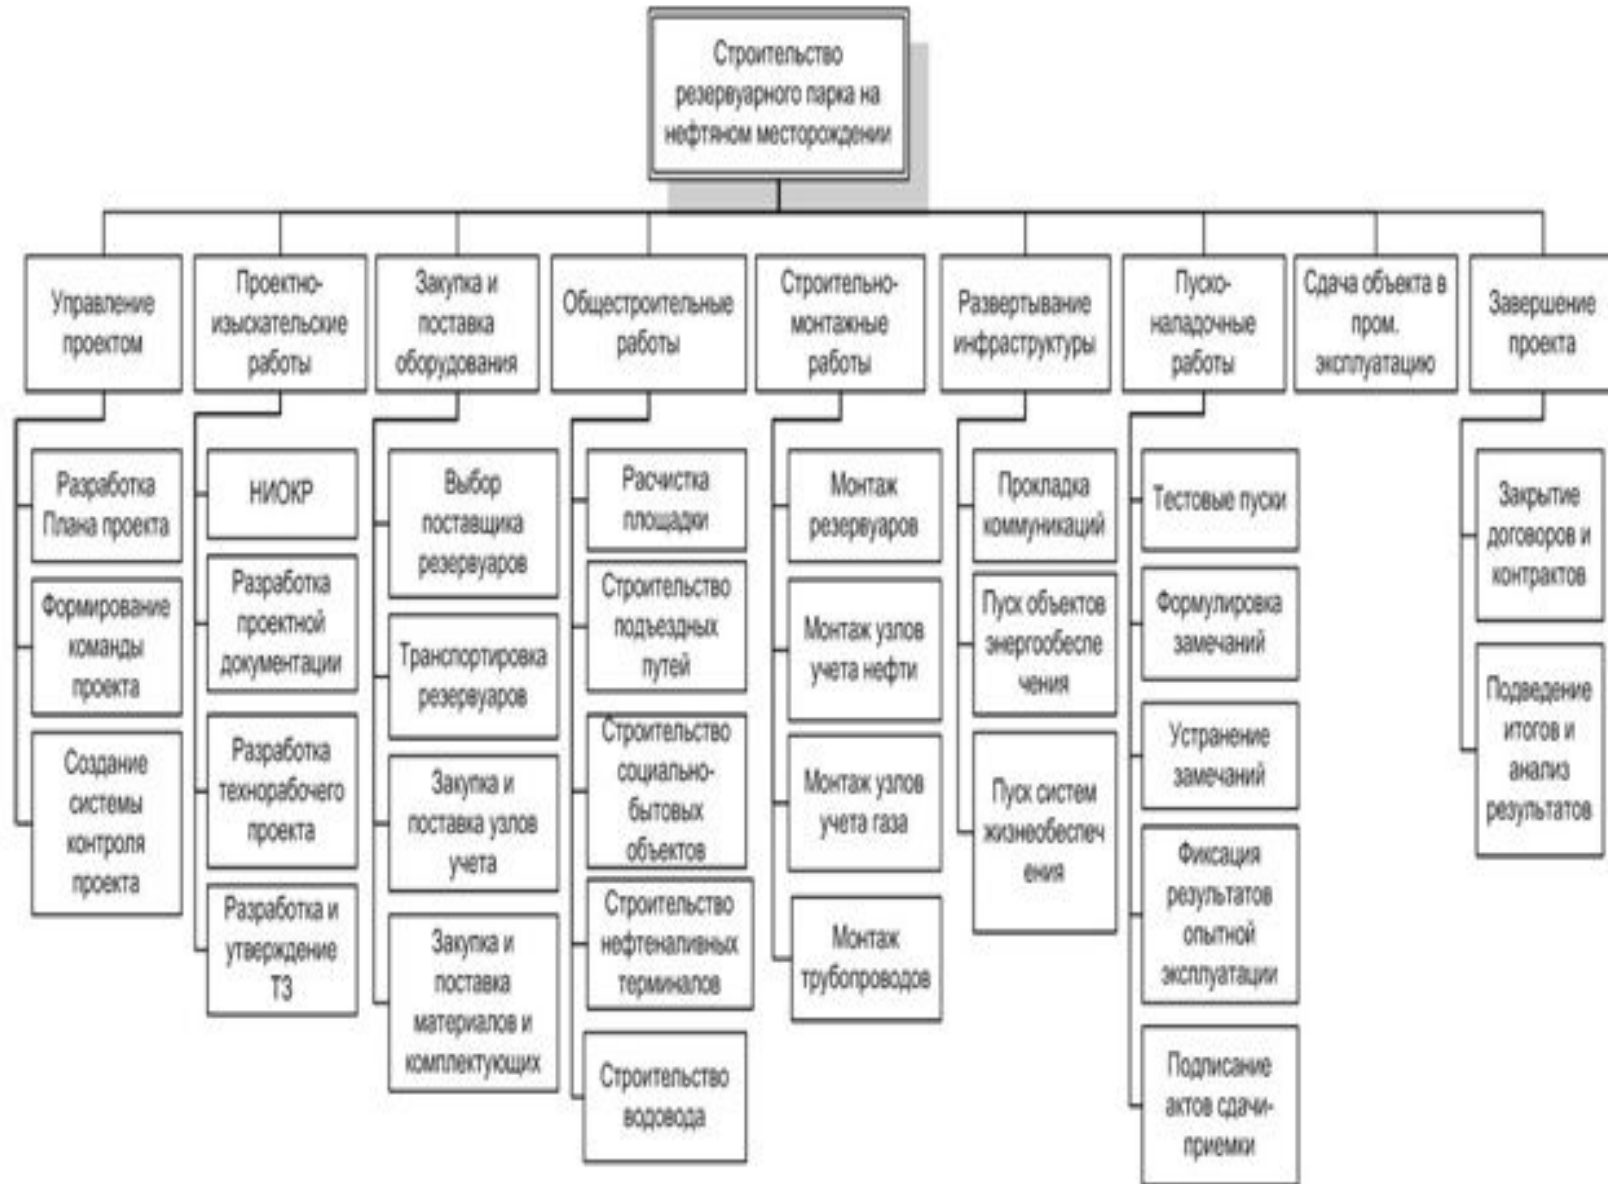 Строительство
резервуарного парка на
нефтяном месторождении
Управление
проектом
Проектно-
изыскательские
работы
Закупка и
поставка
оборудования
Общестроительные
работы
Строительно-
монтажные
работы
Развертывание
инфраструктуры
Пуско-
наладочные
работы
Сдача объекта в
пром.
эксплуатацию
Завершение
проекта
Разработка
Плана проекта
Формирование
команды
проекта
Создание
системы
контроля
проекта
НИОКР
Разработка
проектной
документации
Разработка
технорабочего
проекта
Разработка и
утверждение
ТЗ
Выбор
поставщика
резервуаров
Транспортировка
резервуаров
Закупка и
поставка узлов
учета
Закупка и
поставка
материалов и
комплектующих
Расчистка
площадки
Строительство
подъездных
путей
Строительство
социально-
бытовых
объектов
Строительство
нефтеналивных
терминалов
Строительство
водовода
Монтаж
резервуаров
Монтаж узлов
учета нефти
Монтаж узлов
учета газа
Монтаж
трубопроводов
Прокладка
коммуникаций
Пуск объектов
энергообеспе
чения
Пуск систем
жизнеобеспеч
ения
Тестовые пуски
Формулировка
замечаний
Устранение
замечаний
Фиксация
результатов
опытной
эксплуатации
Подписание
актов сдачи-
приемки
Закрытие
договоров и
контрактов
Подведение
итогов и
анализ
результатов